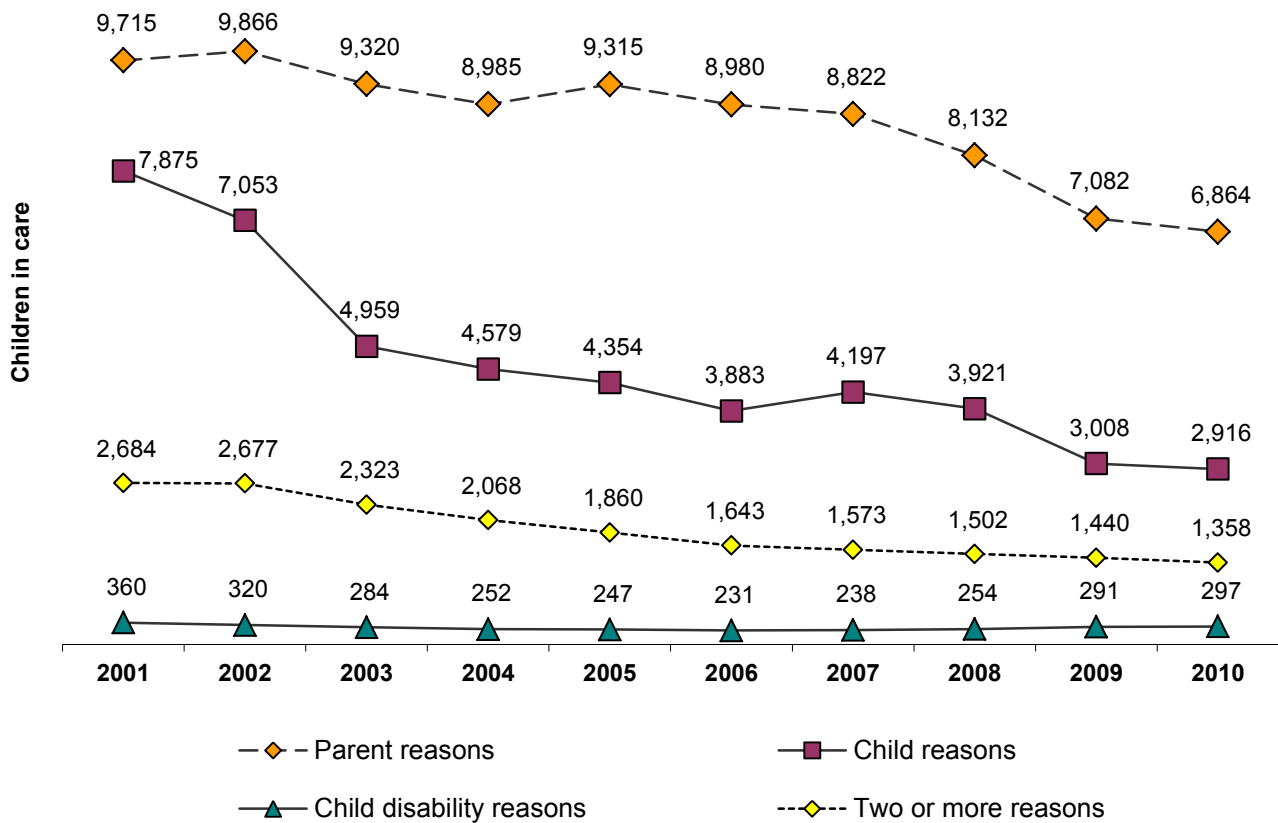 9,715 9,866 9,320 8,985 9,315 8,980 8,822 8,132 7,082 6,864
7,875 7,053 4,959 4,579 4,354 3,883 4,197 3,921 3,008 2,916
2,684 2,677 2,323 2,068 1,860 1,643 1,573 1,502 1,440 1,358
360 320 284 252 247 231 238 254 291 297
Children in care
2001 2002 2003 2004 2005 2006 2007 2008 2009 2010
Parent reasons Child reasons
Child disability reasons Two or more reasons